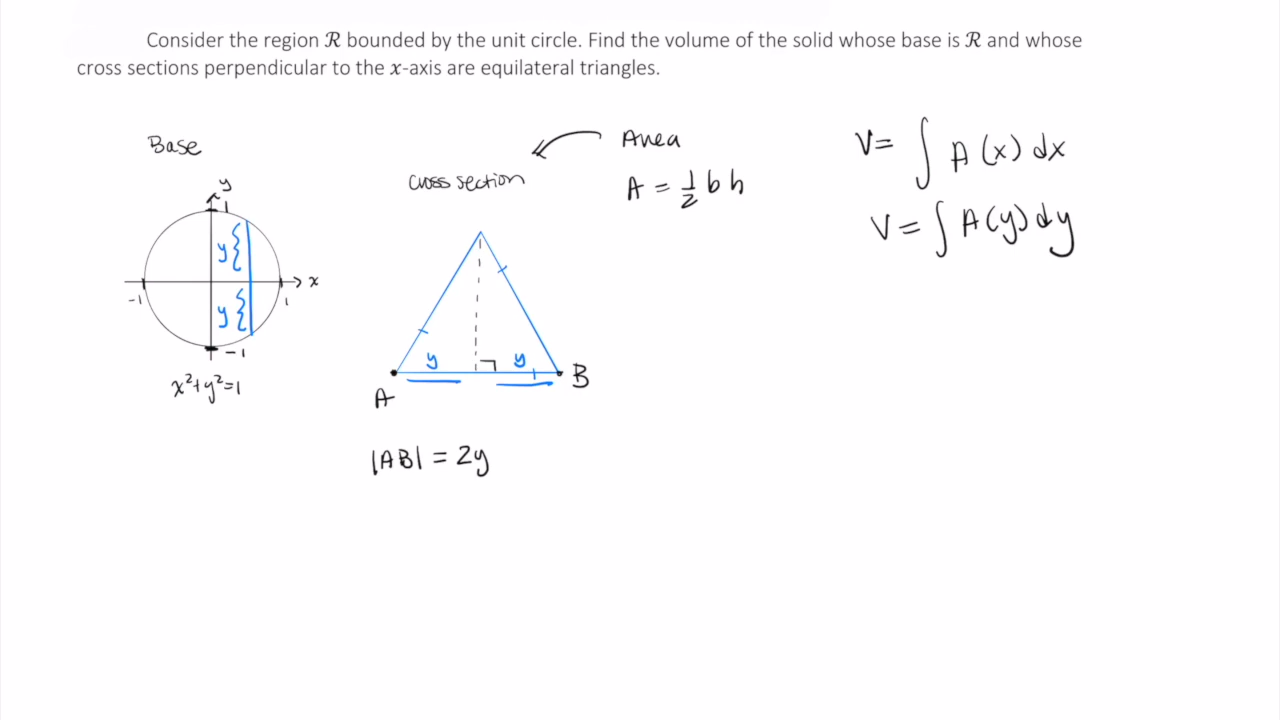 Consider the region ℛ bounded by the unit circle. Find the volume of the solid whose base is ℛ and whose
cross sections perpendicular to the x-axis are equilateral triangles.
Base
y
1
y{
y{
x
-1
1
-1
x²+y²=1
cross section
y
y
A
B
|AB| = 2y
Area
A = 1/2 b h
V= ∫ A(x) dx
V = ∫ A(y) dy